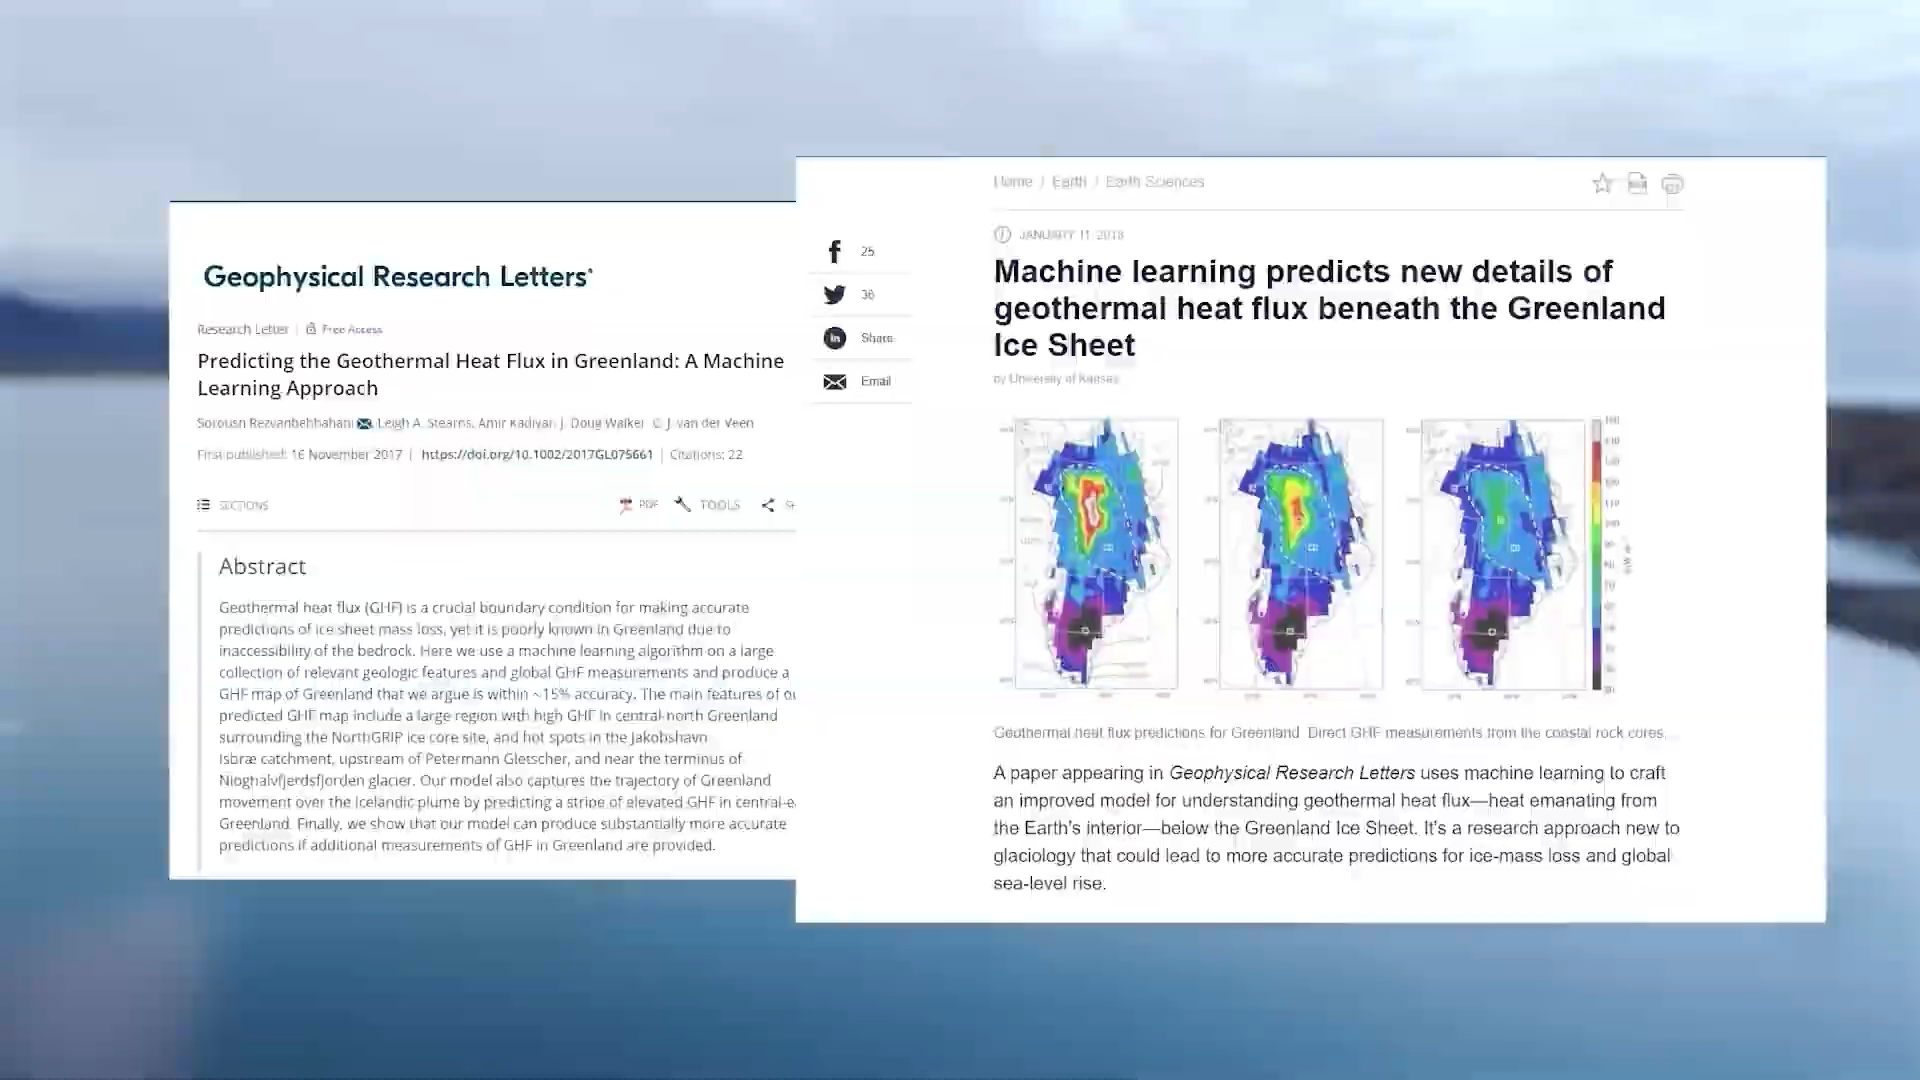 Geophysical Research Letters
Research Letter | Free Access
Predicting the Geothermal Heat Flux in Greenland: A Machine
Learning Approach
Soroush Rezvanbehbahani Leigh A. Stearns, Amir Kadivar, J. Doug Walker, C. J. van der Veen
First published: 16 November 2017 | https://doi.org/10.1002/2017GL075661 | Citations: 22
SECTIONS PDF TOOLS
Abstract
Geothermal heat flux (GHF) is a crucial boundary condition for making accurate
predictions of ice sheet mass loss, yet it is poorly known in Greenland due to
inaccessibility of the bedrock. Here we use a machine learning algorithm on a large
collection of relevant geologic features and global GHF measurements and produce a
GHF map of Greenland that we argue is within ~15% accuracy. The main features of
predicted GHF map include a large region with high GHF in central-north Greenland
surrounding the NorthGRIP ice core site, and hot spots in the Jakobshavn
Isbræ catchment, upstream of Petermann Gletscher, and near the terminus of
Nioghalvfjerdsfjorden glacier. Our model also captures the trajectory of Greenland
movement over the Icelandic plume by predicting a stripe of elevated GHF in central-e
Greenland. Finally, we show that our model can produce substantially more accurate
predictions if additional measurements of GHF in Greenland are provided.
Home / Earth / Earth Sciences
JANUARY 11, 2018
25
36
Share
Email
Machine learning predicts new details of
geothermal heat flux beneath the Greenland
Ice Sheet
by University of Kansas
Geothermal heat flux predictions for Greenland. Direct GHF measurements from the coastal rock cores,
A paper appearing in Geophysical Research Letters uses machine learning to craft
an improved model for understanding geothermal heat flux—heat emanating from
the Earth's interior—below the Greenland Ice Sheet. It's a research approach new to
glaciology that could lead to more accurate predictions for ice-mass loss and global
sea-level rise.